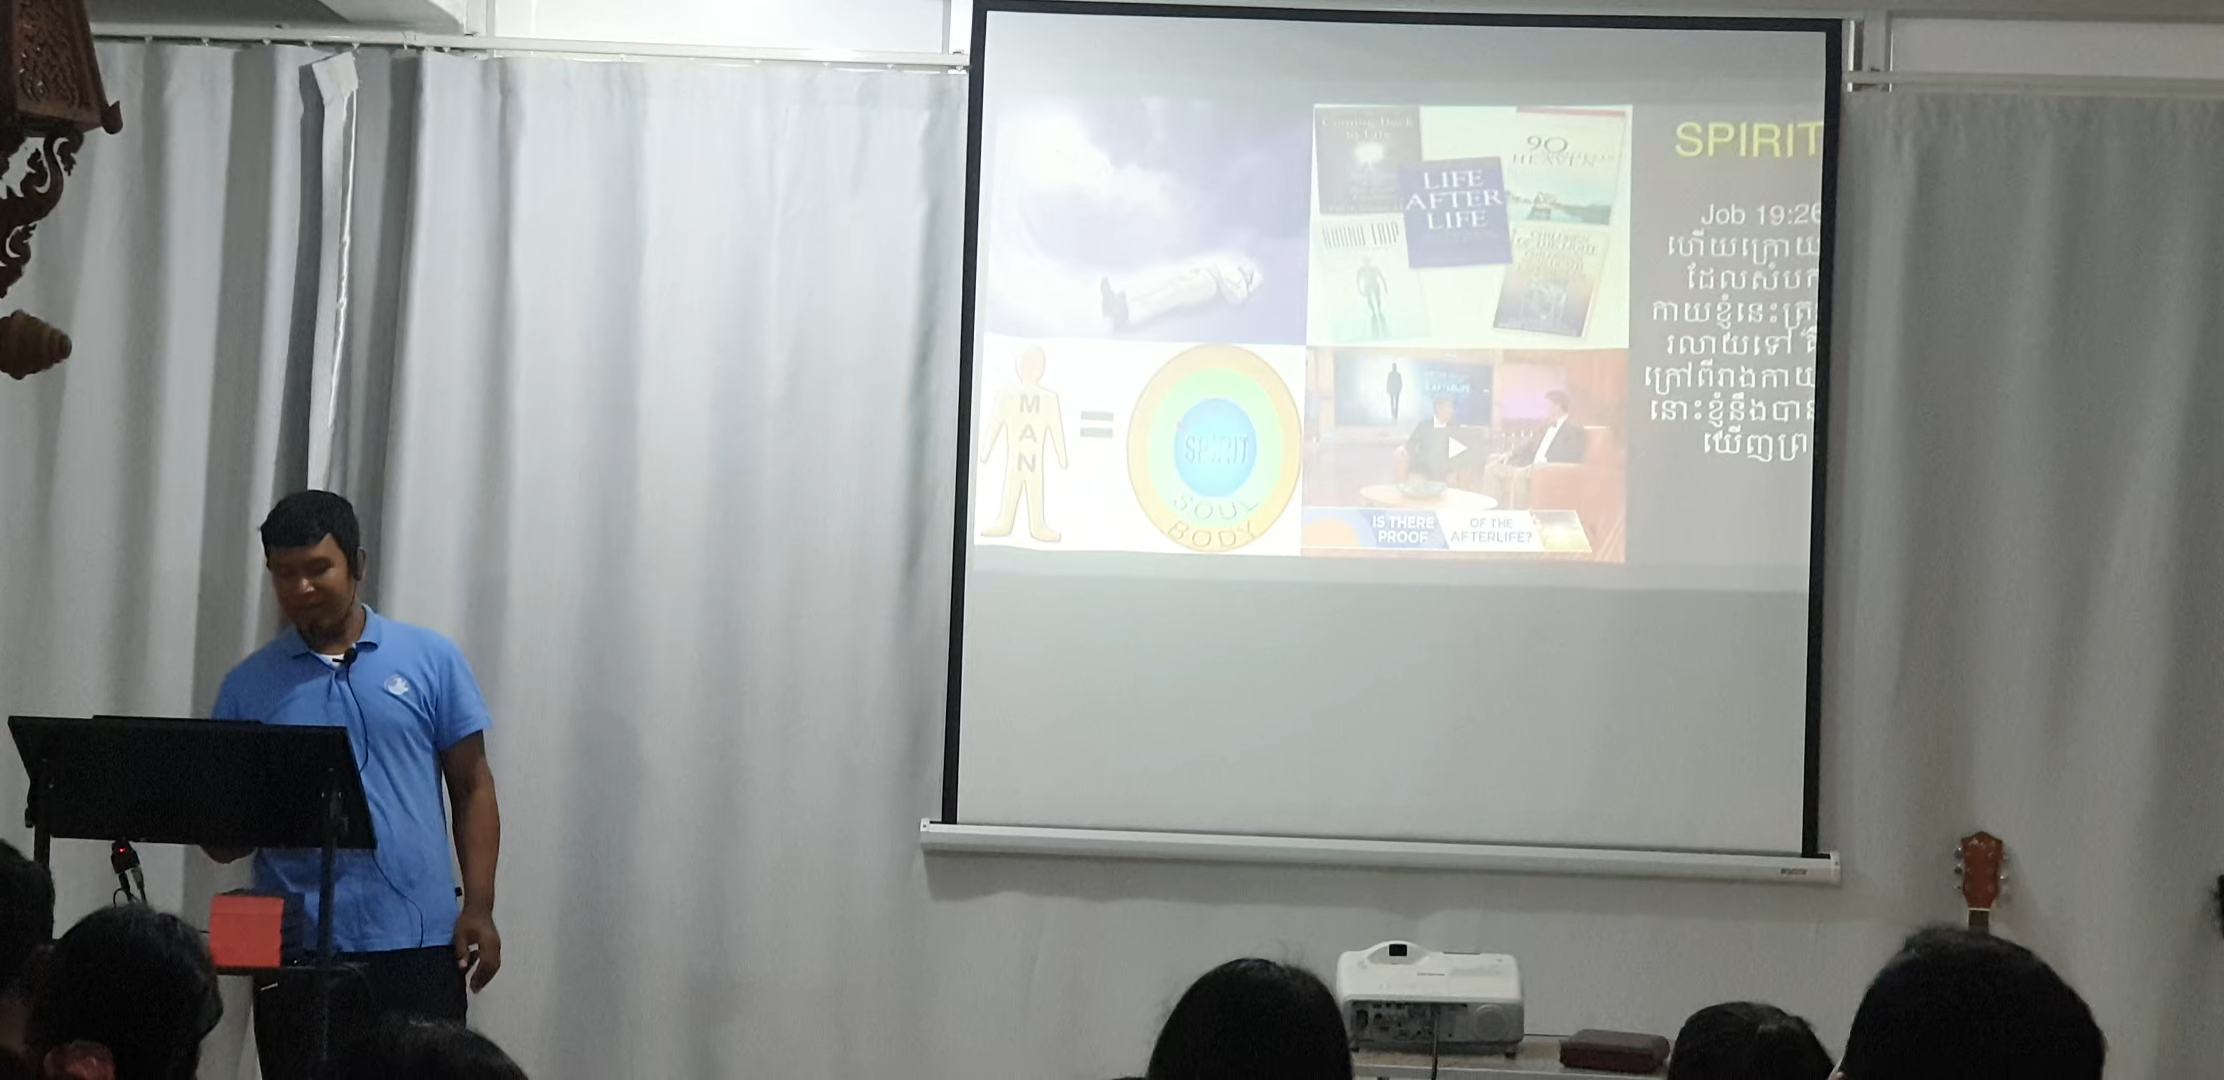 Coming Back
to Life
90
HEAVEN
LIFE
AFTER
LIFE
ROUND TRIP
MAN
=
SPIRIT
SOUL
BODY
IS THERE
PROOF
OF THE
AFTERLIFE?
SPIRIT
Job 19:26
ហើយក្រោយ
ដែលសំបក
កាយខ្ញុំនេះត្រូ
រលាយទៅ
ក្រៅពីរាងកាយ
នោះខ្ញុំនឹងបាន
ឃើញព្រ